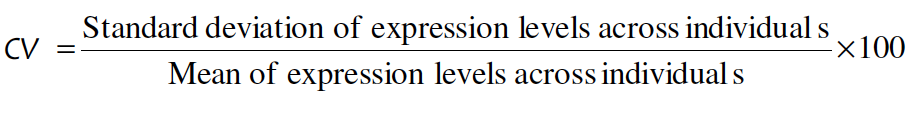 CV = Standard deviation of expression levels across individual s ×100
Mean of expression levels across individual s